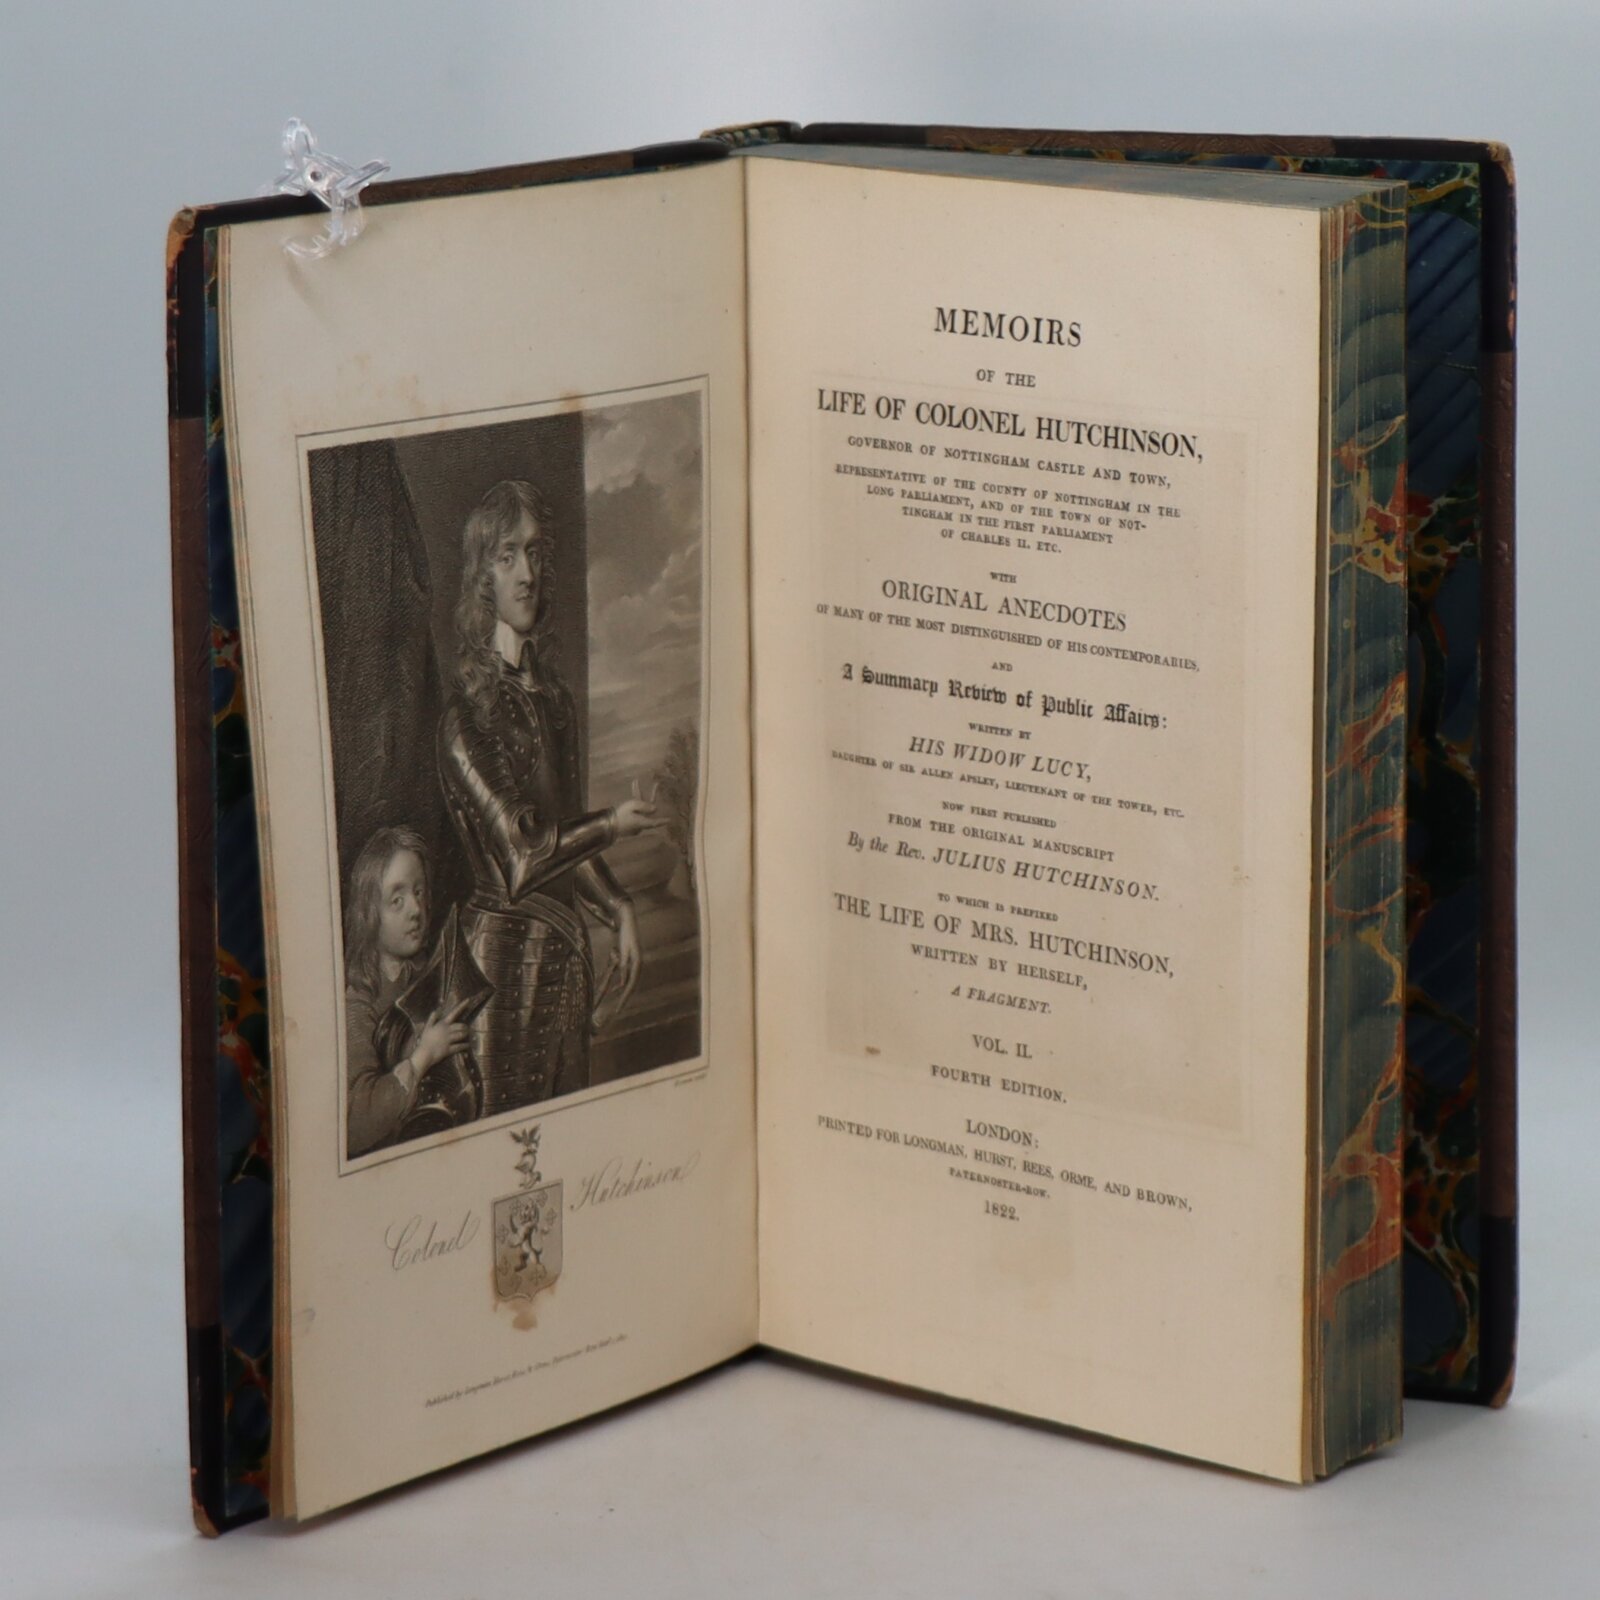 Colonel Hutchinson
MEMOIRS
OF THE
LIFE OF COLONEL HUTCHINSON,
GOVERNOR OF NOTTINGHAM CASTLE AND TOWN,
REPRESENTATIVE OF THE COUNTY OF NOTTINGHAM IN THE
LONG PARLIAMENT, AND OF THE TOWN OF NOT-
TINGHAM IN THE FIRST PARLIAMENT
OF CHARLES II. ETC.
WITH
ORIGINAL ANECDOTES
OF MANY OF THE MOST DISTINGUISHED OF HIS CONTEMPORARIES,
AND
A Summary Review of Public Affairs:
WRITTEN BY
HIS WIDOW LUCY,
DAUGHTER OF SIR ALLEN APSLEY, LIEUTENANT OF THE TOWER, ETC.
NOW FIRST PUBLISHED
FROM THE ORIGINAL MANUSCRIPT
By the Rev. JULIUS HUTCHINSON.
TO WHICH IS PREFIXED
THE LIFE OF MRS. HUTCHINSON,
WRITTEN BY HERSELF,
A FRAGMENT.
VOL. II.
FOURTH EDITION.
LONDON:
PRINTED FOR LONGMAN, HURST, REES, ORME, AND BROWN,
PATERNOSTER-ROW.
1822.